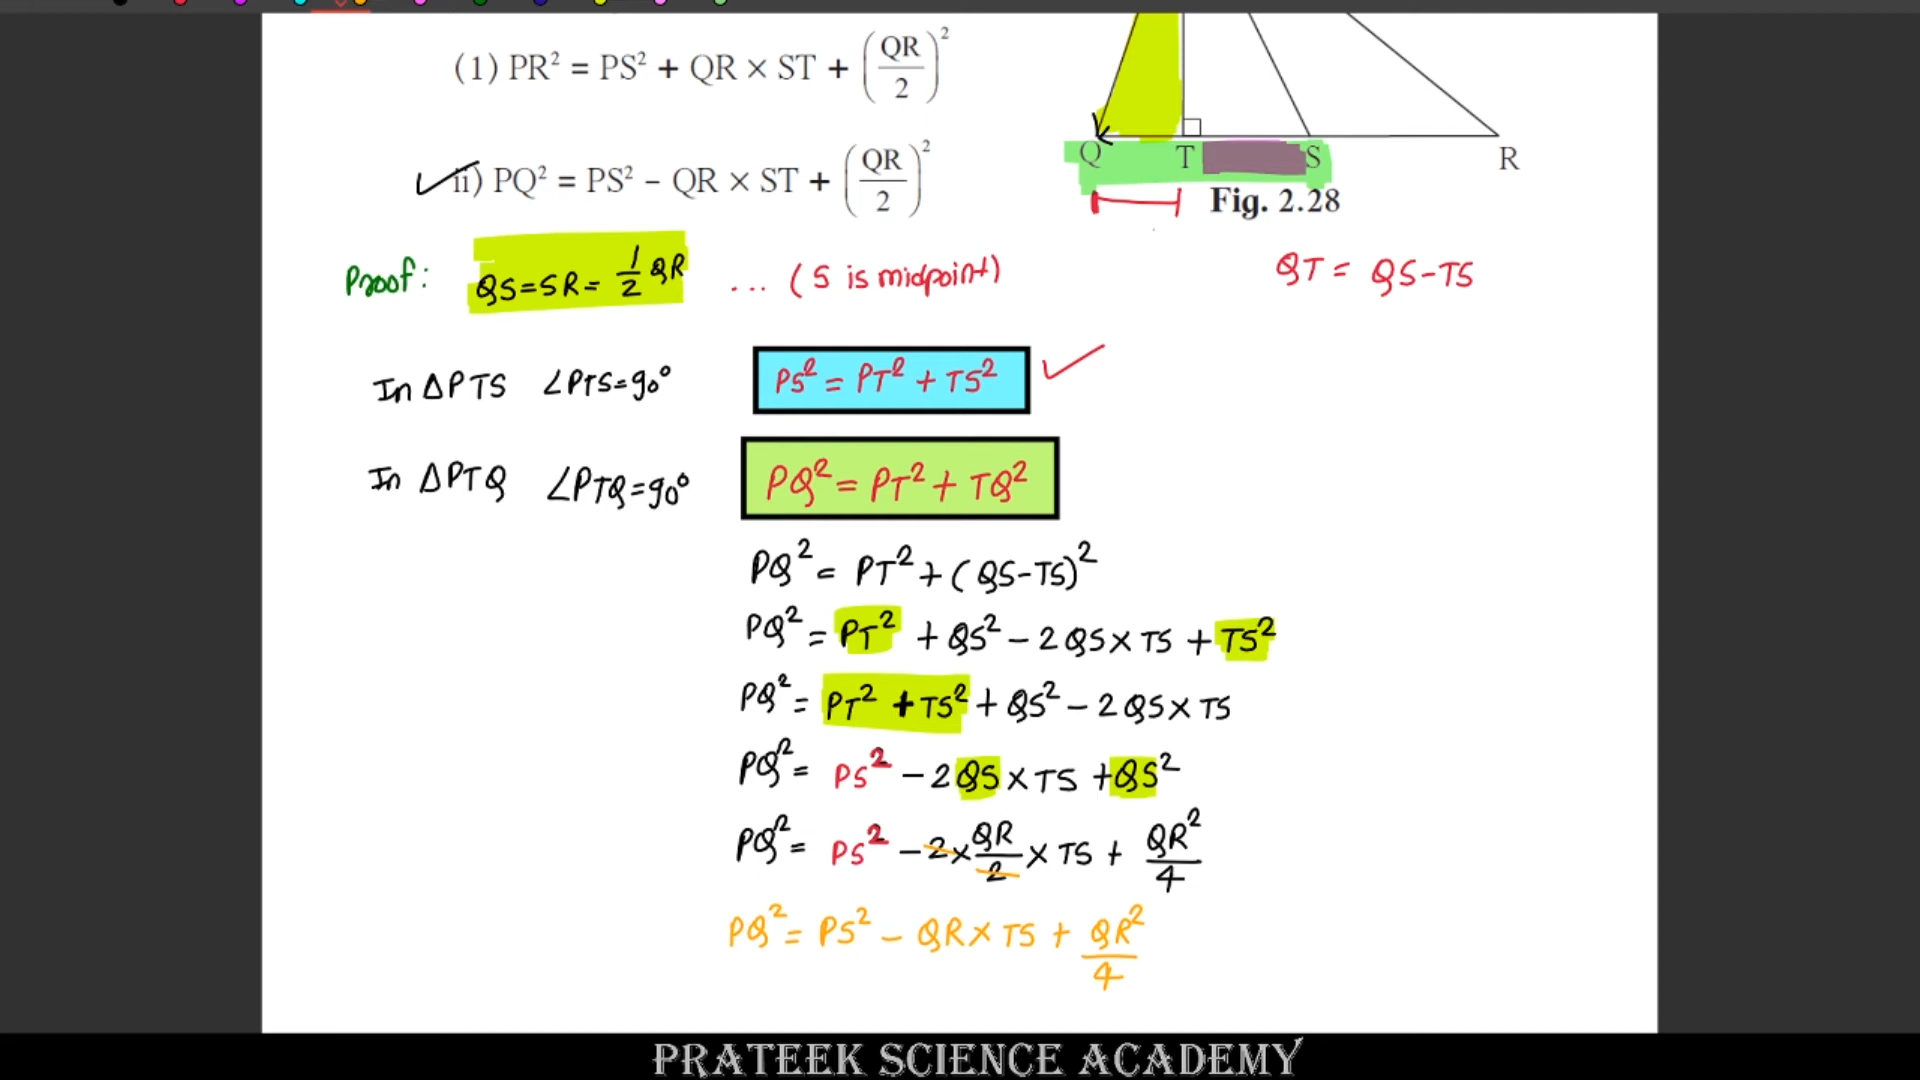 (1) PR² = PS² + QR × ST + (QR/2)²
ii) PQ² = PS² - QR × ST + (QR/2)²
Q T S R
Fig. 2.28
Proof: QS = SR = 1/2 QR ... (S is midpoint)
QT = QS - TS
In ΔPTS ∠PTS = 90° PS² = PT² + TS²
In ΔPTQ ∠PTQ = 90° PQ² = PT² + TQ²
PQ² = PT² + (QS - TS)²
PQ² = PT² + QS² - 2QS × TS + TS²
PQ² = PT² + TS² + QS² - 2QS × TS
PQ² = PS² - 2QS × TS + QS²
PQ² = PS² - 2 × QR/2 × TS + QR²/4
PQ² = PS² - QR × TS + QR²/4
PRATEEK SCIENCE ACADEMY